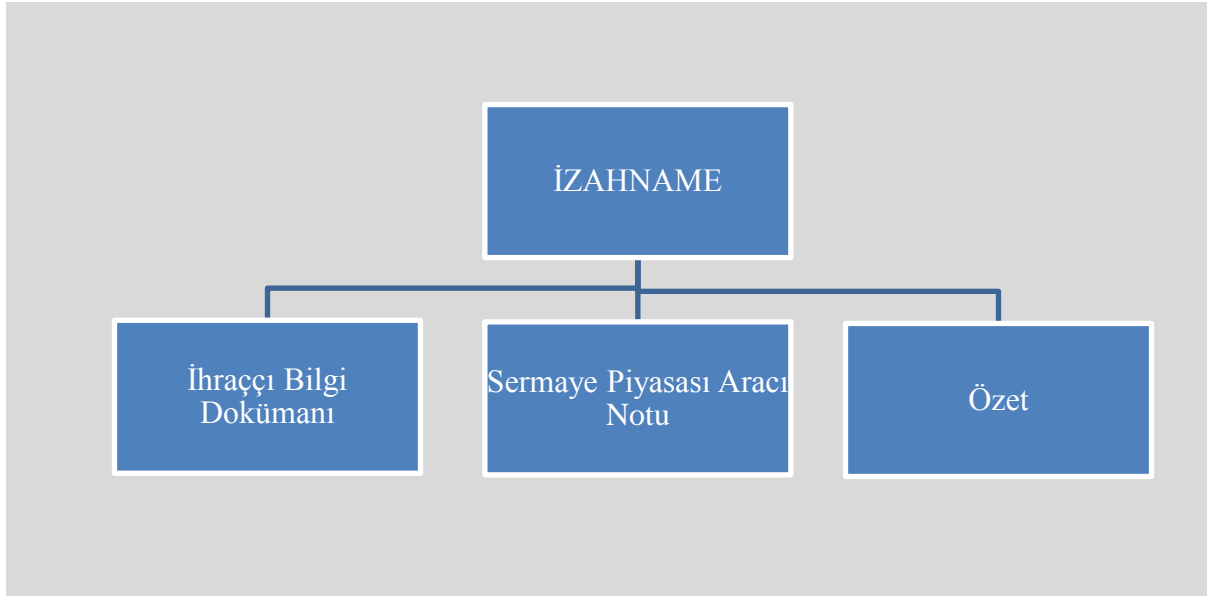 İZAHNAME
İhraççı Bilgi
Dokümanı
Sermaye Piyasası Aracı
Notu
Özet